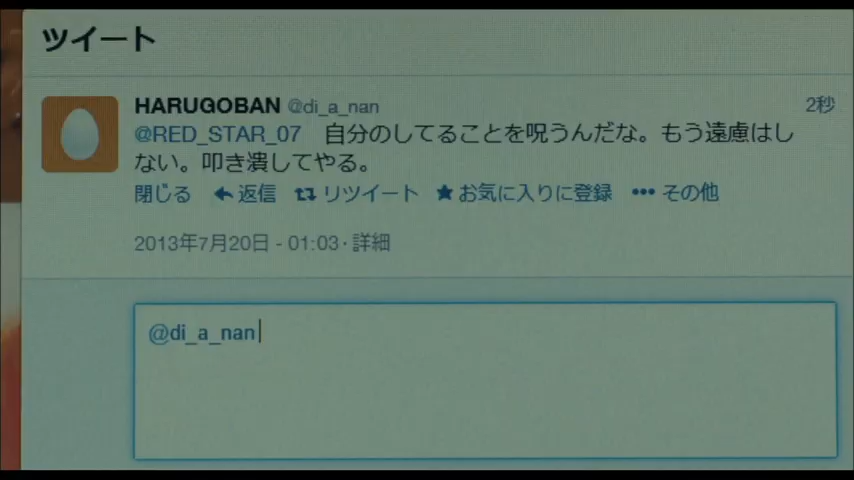 ツイート
HARUGOBAN @di_a_nan 2秒
@RED_STAR_07 自分のしてることを呪うんだな。もう遠慮はし
ない。叩き潰してやる。
閉じる 返信 リツイート お気に入りに登録 ••• その他
2013年7月20日 - 01:03・詳細
@di_a_nan